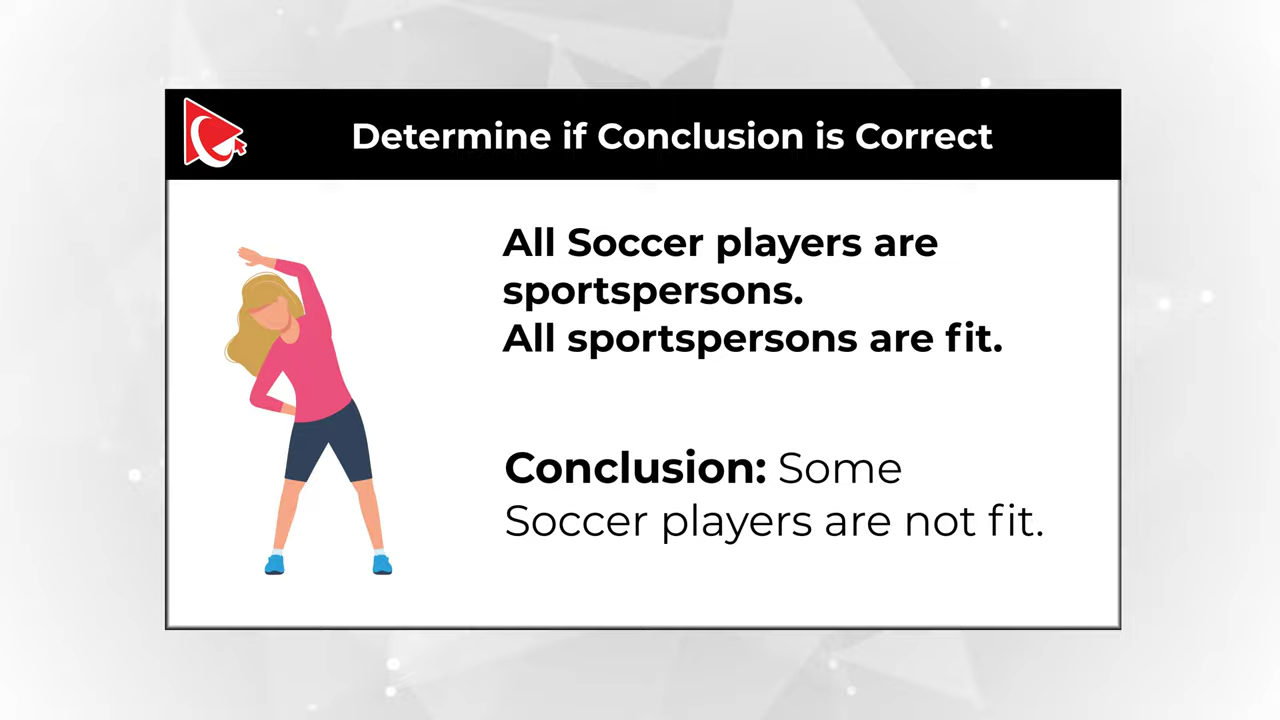 Determine if Conclusion is Correct
All Soccer players are
sportspersons.
All sportspersons are fit.
Conclusion: Some
Soccer players are not fit.